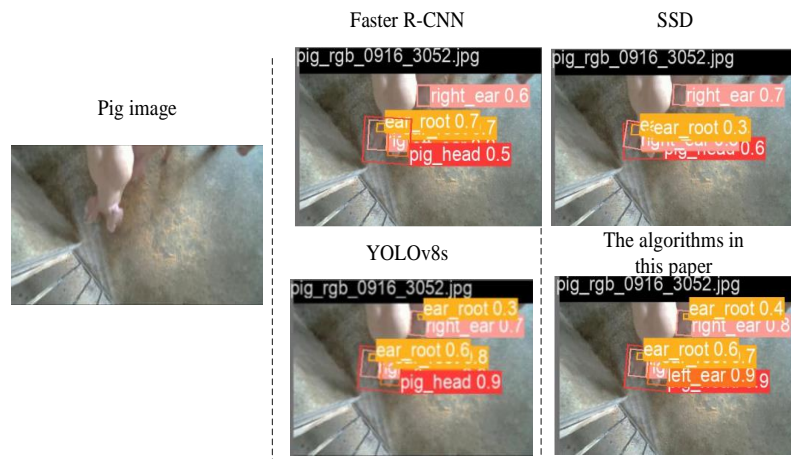 Faster R-CNN
SSD
Pig image
pig_rgb_0916_3052.jpg
right_ear 0.6
ear_root 0.7
pig_head 0.5
pig_rgb_0916_3052.jpg
right_ear 0.7
ear_root 0.3
YOLOv8s
The algorithms in
this paper
pig_rgb_0916_3052.jpg
ear_root 0.3
right_ear 0.7
ear_root 0.6
pig_head 0.9
pig_rgb_0916_3052.jpg
ear_root 0.4
right_ear 0.8
ear_root 0.6
left_ear 0.9